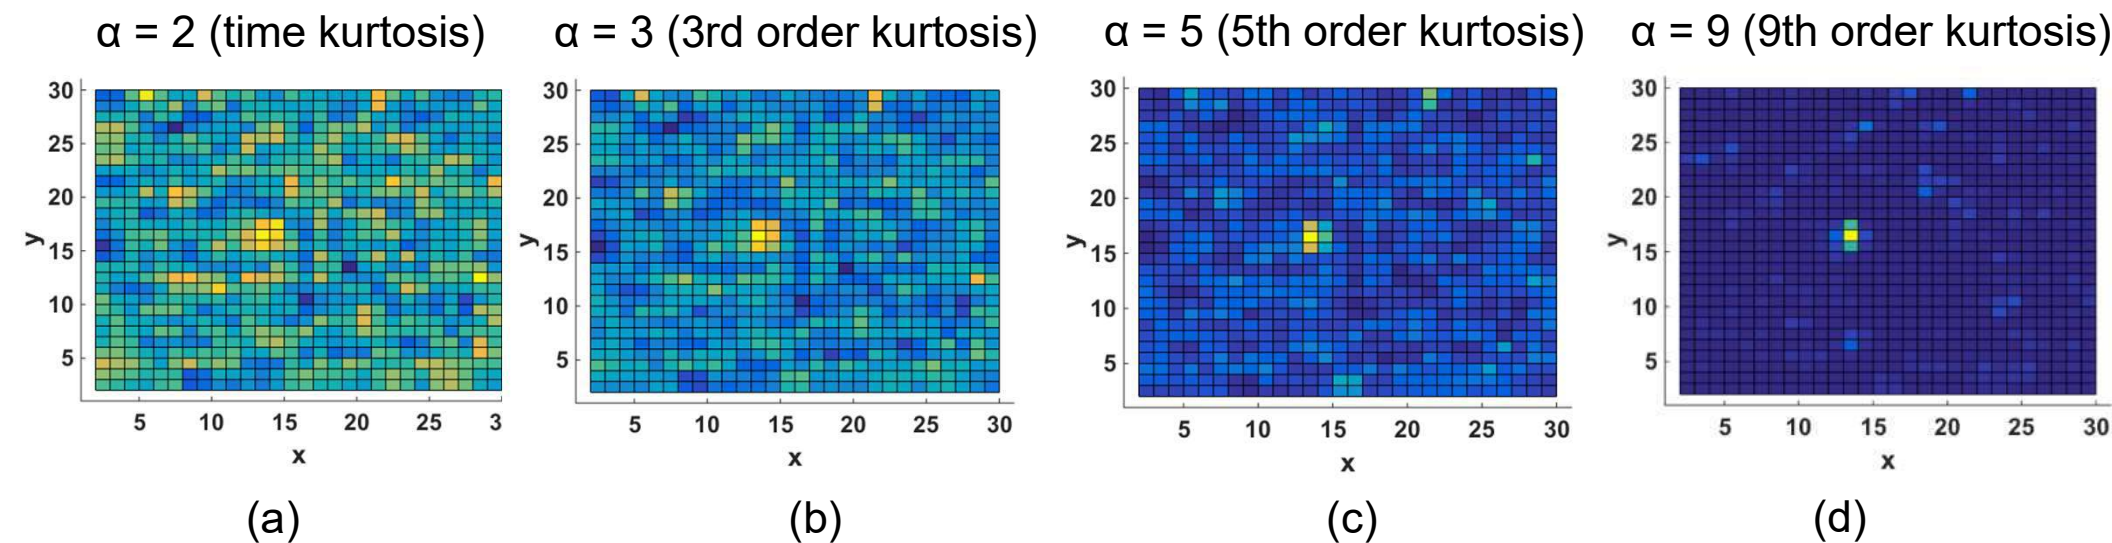 α = 2 (time kurtosis)
α = 3 (3rd order kurtosis)
α = 5 (5th order kurtosis)
α = 9 (9th order kurtosis)
30
25
20
15
10
5
y
5 10 15 20 25 3
x
(a)
30
25
20
15
10
5
y
5 10 15 20 25 30
x
(b)
30
25
20
15
10
5
y
5 10 15 20 25 30
x
(c)
30
25
20
15
10
5
y
5 10 15 20 25 30
x
(d)